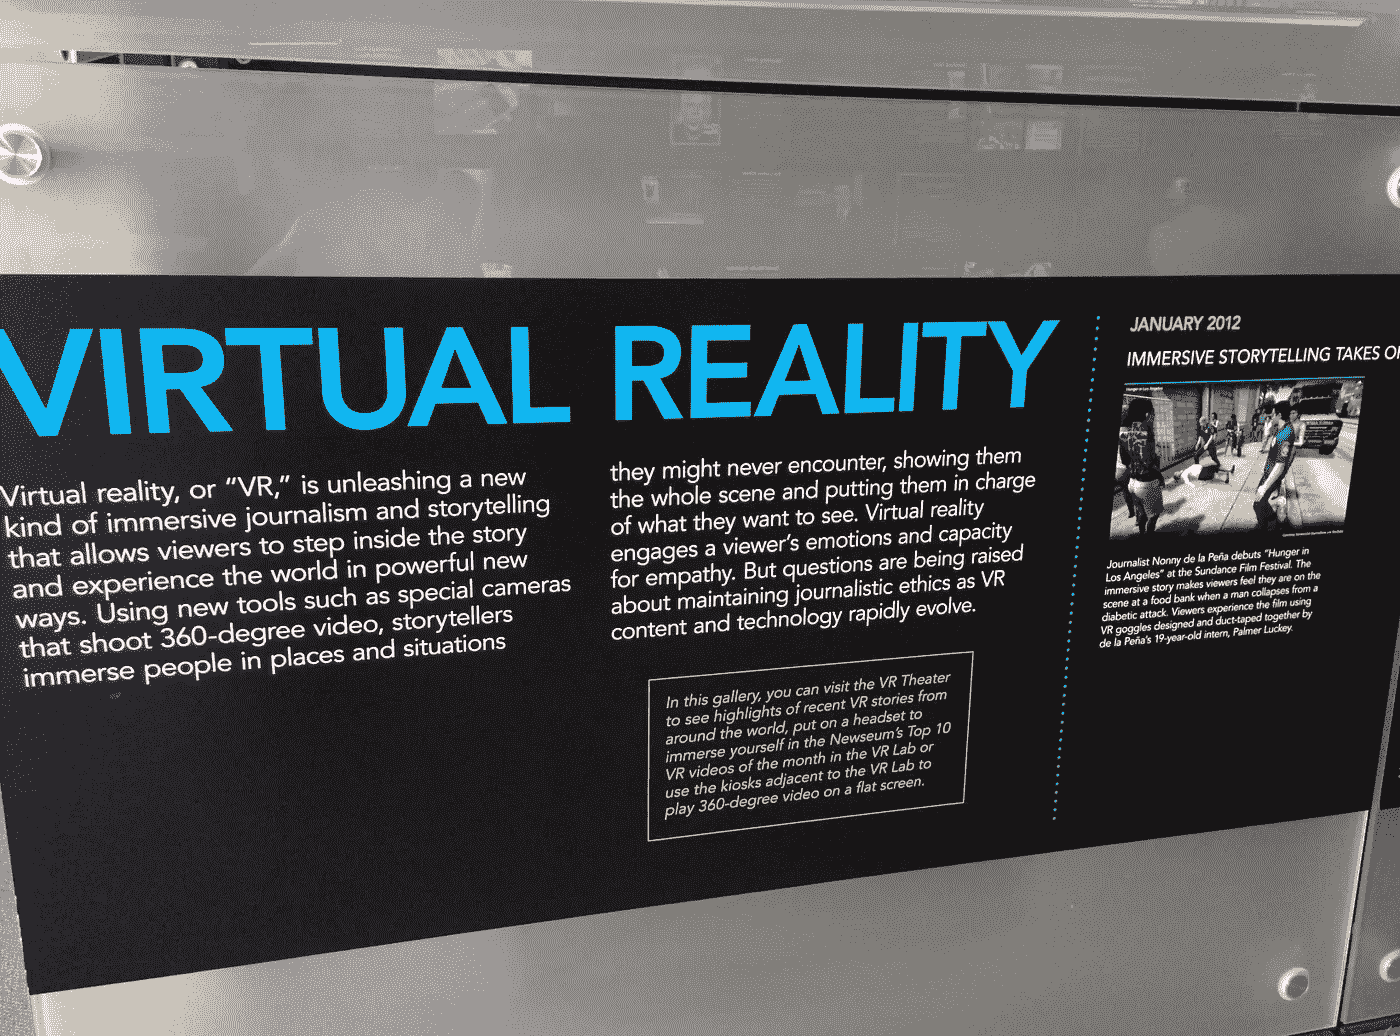 VIRTUAL REALITY
Virtual reality, or “VR,” is unleashing a new
kind of immersive journalism and storytelling
that allows viewers to step inside the story
and experience the world in powerful new
ways. Using new tools such as special cameras
that shoot 360-degree video, storytellers
immerse people in places and situations
they might never encounter, showing them
the whole scene and putting them in charge
of what they want to see. Virtual reality
engages a viewer’s emotions and capacity
for empathy. But questions are being raised
about maintaining journalistic ethics as VR
content and technology rapidly evolve.
In this gallery, you can visit the VR Theater
to see highlights of recent VR stories from
around the world, put on a headset to
immerse yourself in the Newseum’s Top 10
VR videos of the month in the VR Lab or
use the kiosks adjacent to the VR Lab to
play 360-degree video on a flat screen.
JANUARY 2012
IMMERSIVE STORYTELLING TAKES
Hunger in Los Angeles
Journalist Nonny de la Peña debuts “Hunger in
Los Angeles” at the Sundance Film Festival. The
immersive story makes viewers feel they are on the
scene at a food bank when a man collapses from a
diabetic attack. Viewers experience the film using
VR goggles designed and duct-taped together by
de la Peña’s 19-year-old intern, Palmer Luckey.